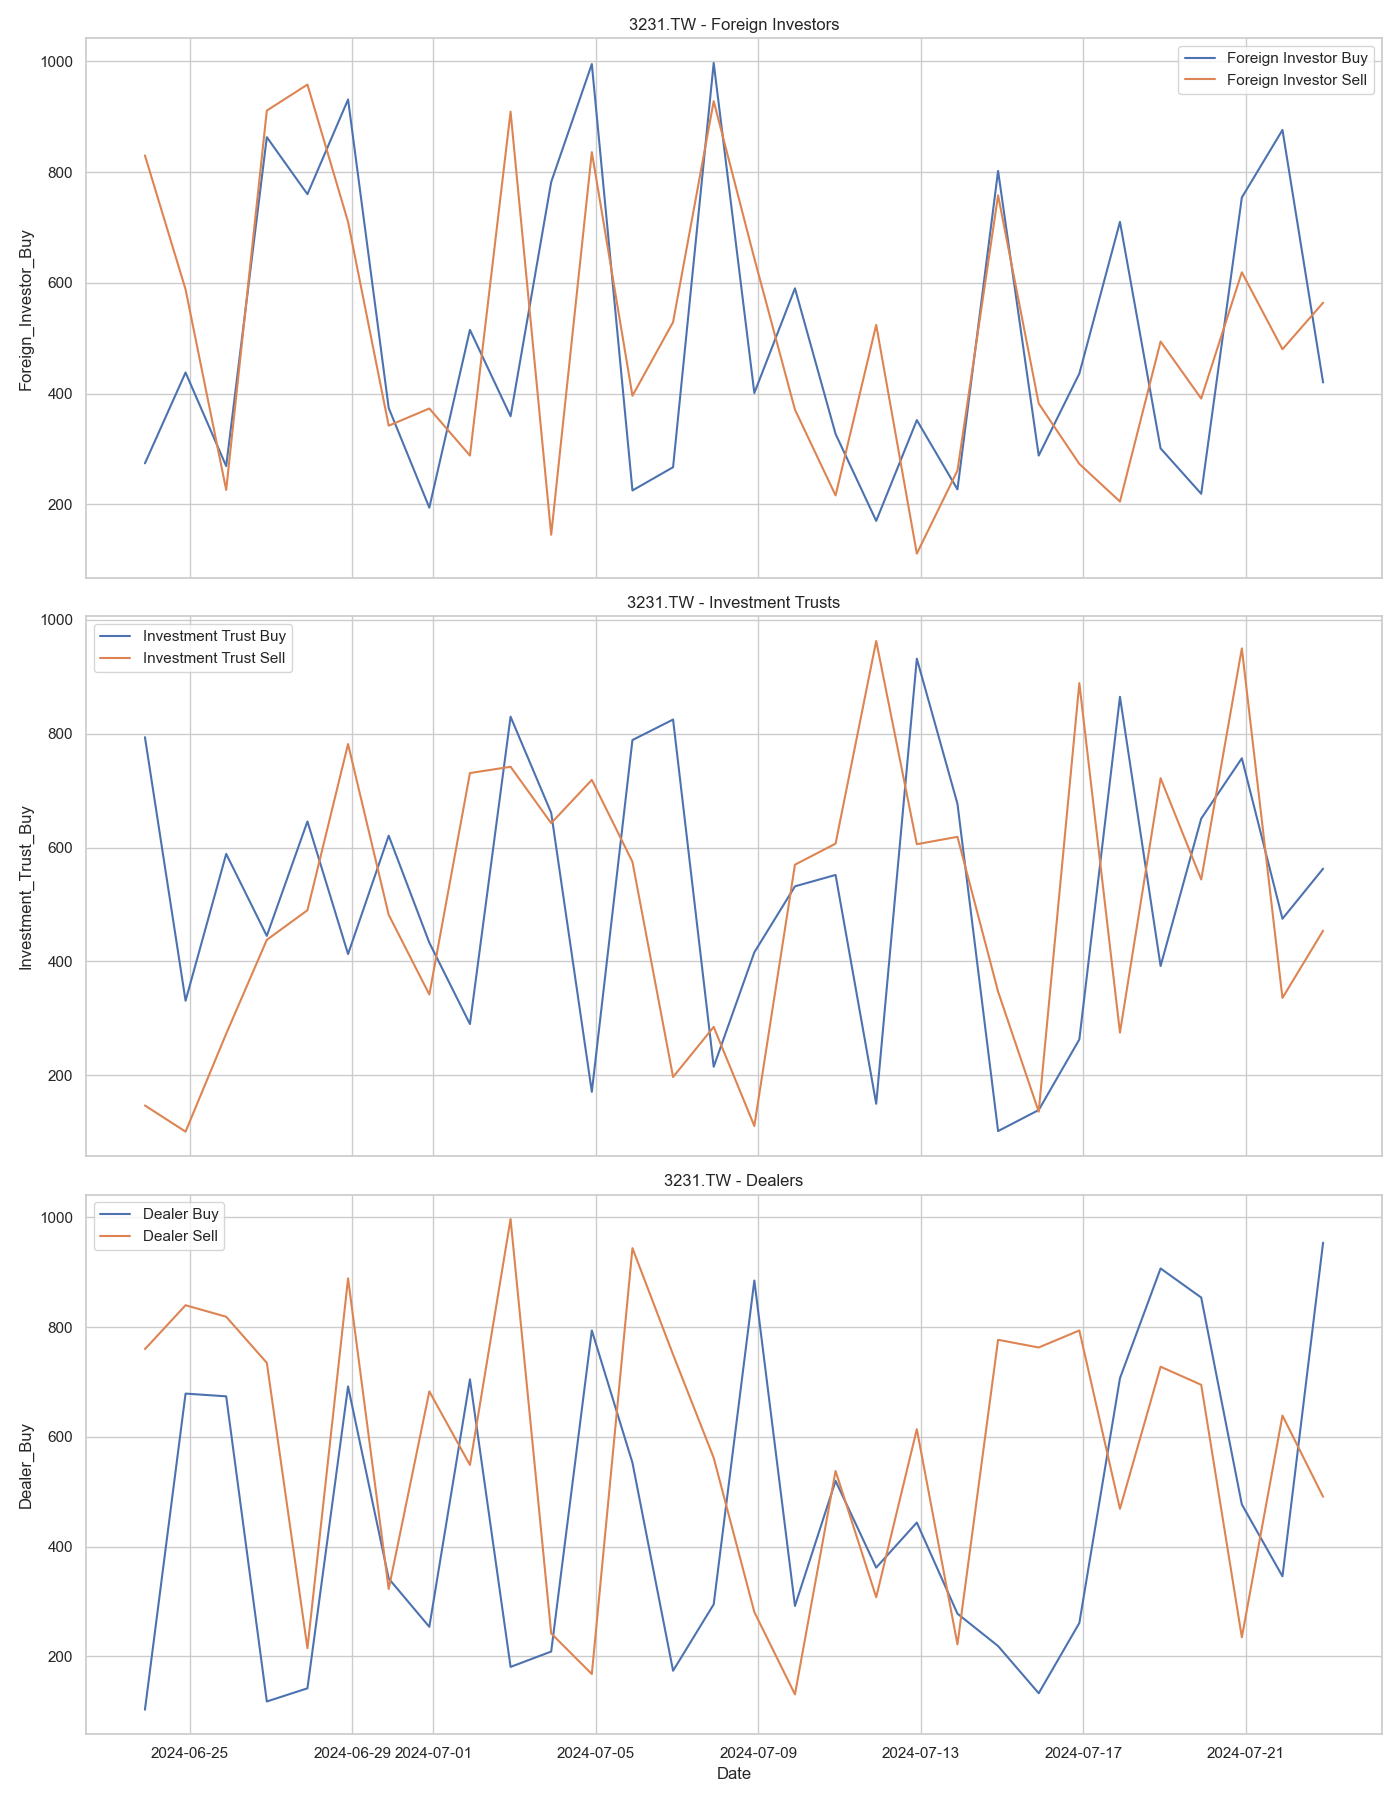 3231.TW - Foreign Investors
Foreign Investor Buy
Foreign Investor Sell
Foreign_Investor_Buy
1000
800
600
400
200
3231.TW - Investment Trusts
Investment Trust Buy
Investment Trust Sell
Investment_Trust_Buy
1000
800
600
400
200
3231.TW - Dealers
Dealer Buy
Dealer Sell
Dealer_Buy
1000
800
600
400
200
2024-06-25 2024-06-29 2024-07-01 2024-07-05 2024-07-09 2024-07-13 2024-07-17 2024-07-21
Date